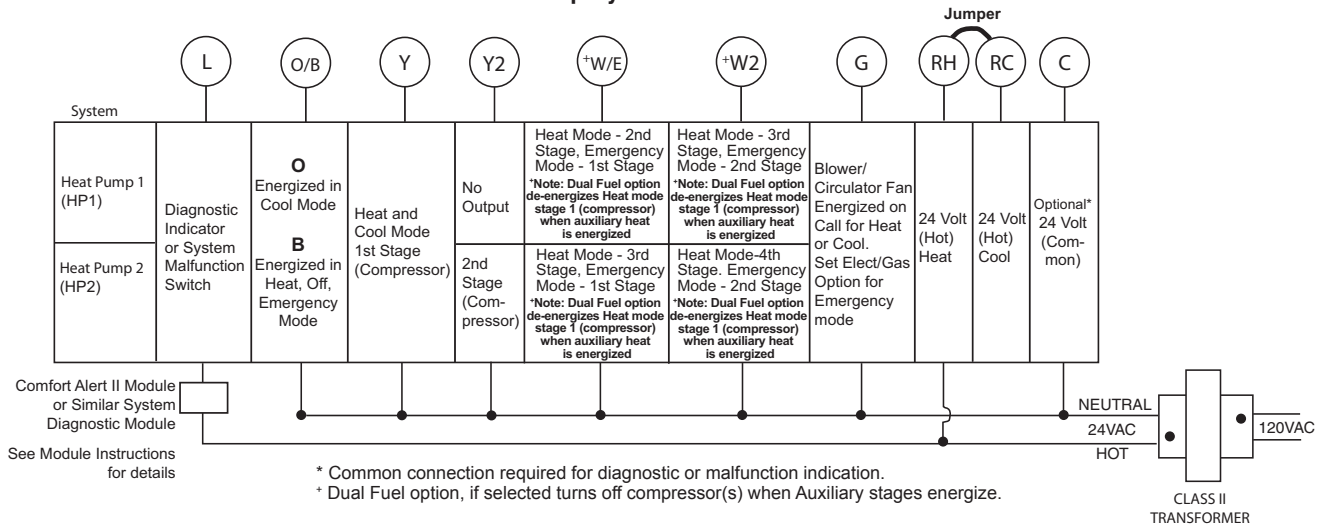 Jumper
L
O/B
Y
Y2
+W/E
+W2
G
RH
RC
C
System
Heat Pump 1
(HP1)
Heat Pump 2
(HP2)
Diagnostic
Indicator
or System
Malfunction
Switch
O
Energized in
Cool Mode
B
Energized in
Heat, Off,
Emergency
Mode
Heat and
Cool Mode
1st Stage
(Compressor)
No
Output
2nd
Stage
(Com-
pressor)
Heat Mode - 2nd
Stage, Emergency
Mode - 1st Stage
+Note: Dual Fuel option
de-energizes Heat mode
stage 1 (compressor)
when auxiliary heat
is energized
Heat Mode - 3rd
Stage, Emergency
Mode - 1st Stage
+Note: Dual Fuel option
de-energizes Heat mode
stage 1 (compressor)
when auxiliary heat
is energized
Heat Mode - 3rd
Stage, Emergency
Mode - 2nd Stage
+Note: Dual Fuel option
de-energizes Heat mode
stage 1 (compressor)
when auxiliary heat
is energized
Heat Mode-4th
Stage. Emergency
Mode - 2nd Stage
+Note: Dual Fuel option
de-energizes Heat mode
stage 1 (compressor)
when auxiliary heat
is energized
Blower/
Circulator Fan
Energized on
Call for Heat
or Cool.
Set Elect/Gas
Option for
Emergency
mode
24 Volt
(Hot)
Heat
24 Volt
(Hot)
Cool
Optional*
24 Volt
(Com-
mon)
Comfort Alert II Module
or Similar System
Diagnostic Module
See Module Instructions
for details
NEUTRAL
24VAC
HOT
120VAC
CLASS II
TRANSFORMER
* Common connection required for diagnostic or malfunction indication.
+ Dual Fuel option, if selected turns off compressor(s) when Auxiliary stages energize.